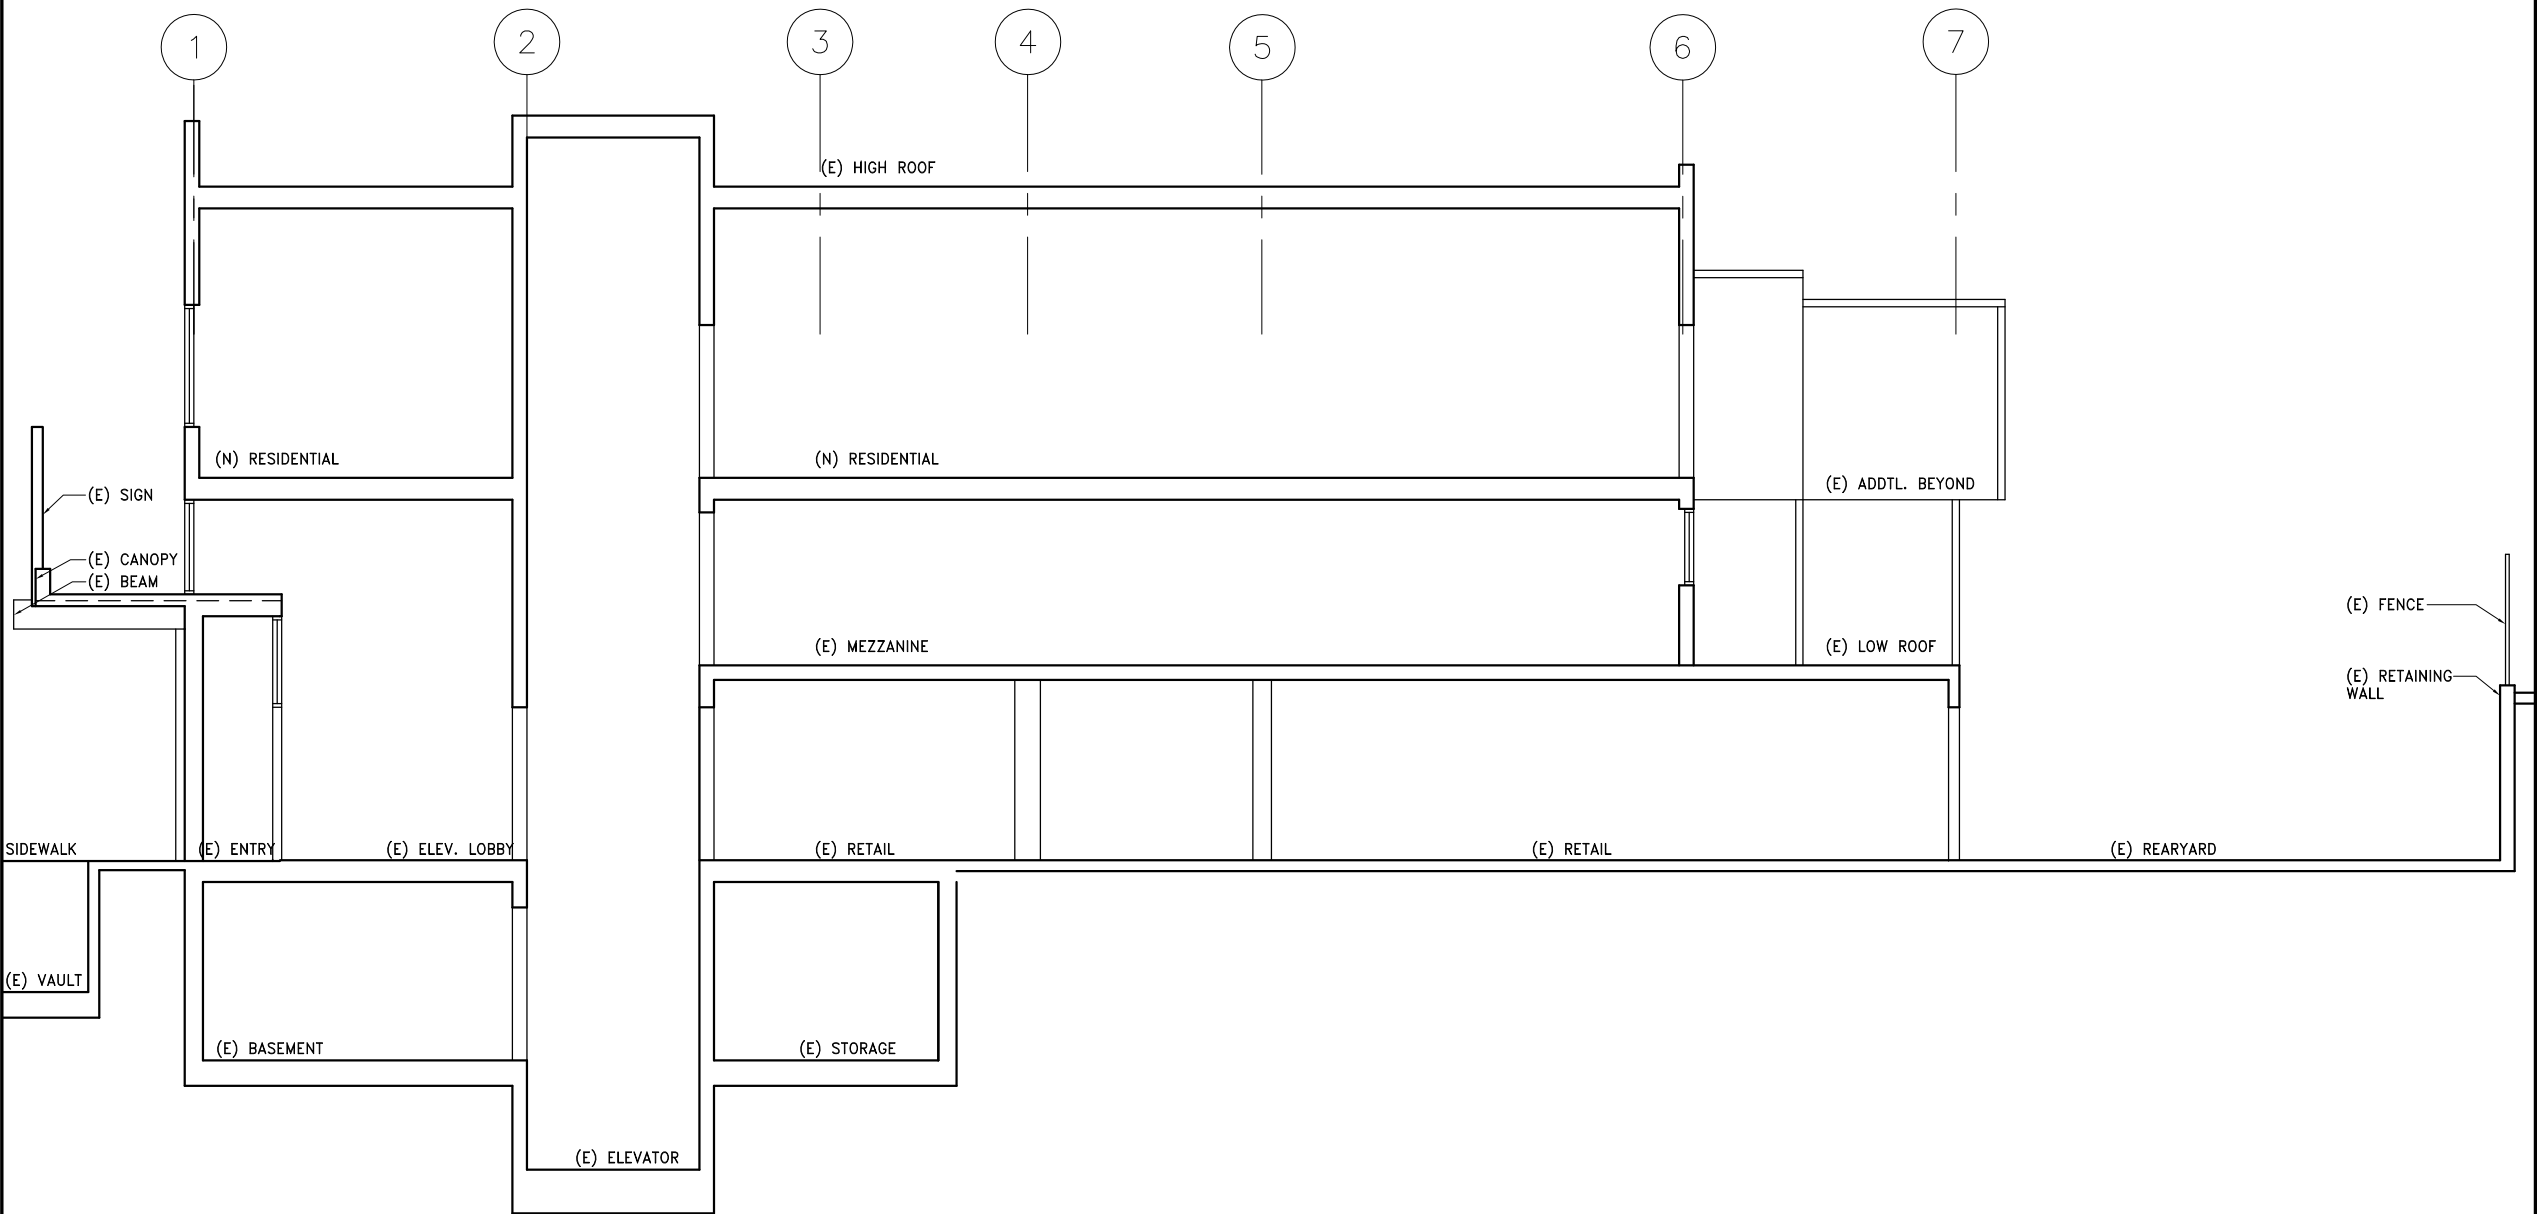 1
2
3
4
5
6
7
(E) HIGH ROOF
(N) RESIDENTIAL
(N) RESIDENTIAL
(E) SIGN
(E) ADDTL. BEYOND
(E) CANOPY
(E) BEAM
(E) FENCE
(E) MEZZANINE
(E) LOW ROOF
(E) RETAINING
WALL
SIDEWALK
(E) ENTRY
(E) ELEV. LOBBY
(E) RETAIL
(E) RETAIL
(E) REARYARD
(E) VAULT
(E) BASEMENT
(E) STORAGE
(E) ELEVATOR